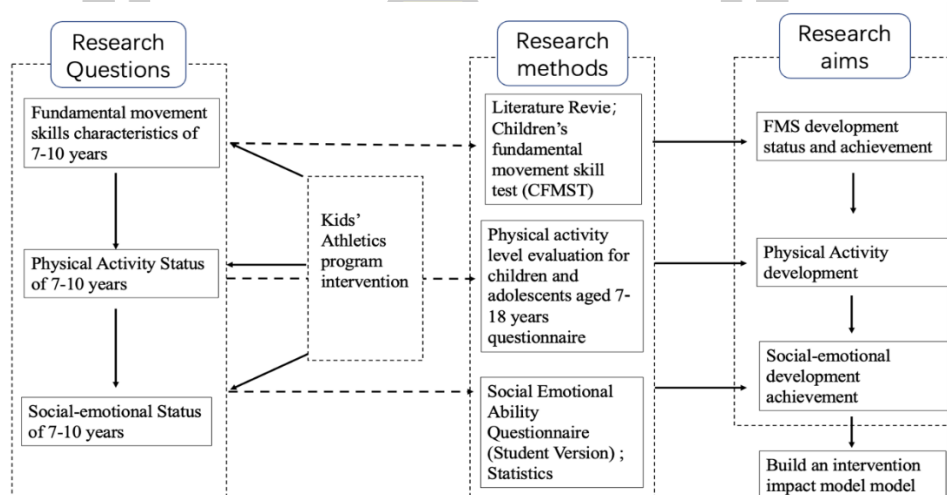 Research
Questions
Fundamental movement
skills characteristics of
7-10 years
Physical Activity Status
of 7-10 years
Social-emotional Status
of 7-10 years
Kids'
Athletics
program
intervention
Research
methods
Literature Revie;
Children's
fundamental
movement skill
test (CFMST)
Physical activity
level evaluation for
children and
adolescents aged 7-
18 years
questionnaire
Social Emotional
Ability
Questionnaire
(Student Version) ;
Statistics
Research
aims
FMS development
status and achievement
Physical Activity
development
Social-emotional
development
achievement
Build an intervention
impact model model